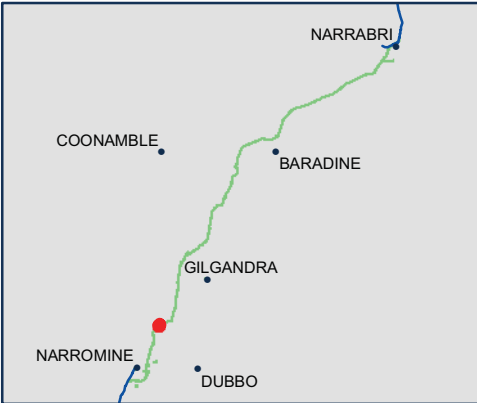 NARRABRI
COONAMBLE
BARADINE
GILGANDRA
NARROMINE
DUBBO